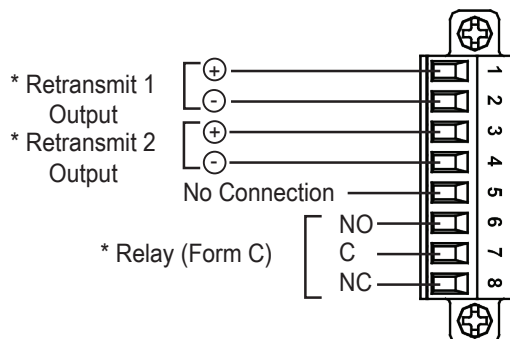 * Retransmit 1
Output
+
-
* Retransmit 2
Output
+
-
No Connection
* Relay (Form C)
NO
C
NC
1
2
3
4
5
6
7
8